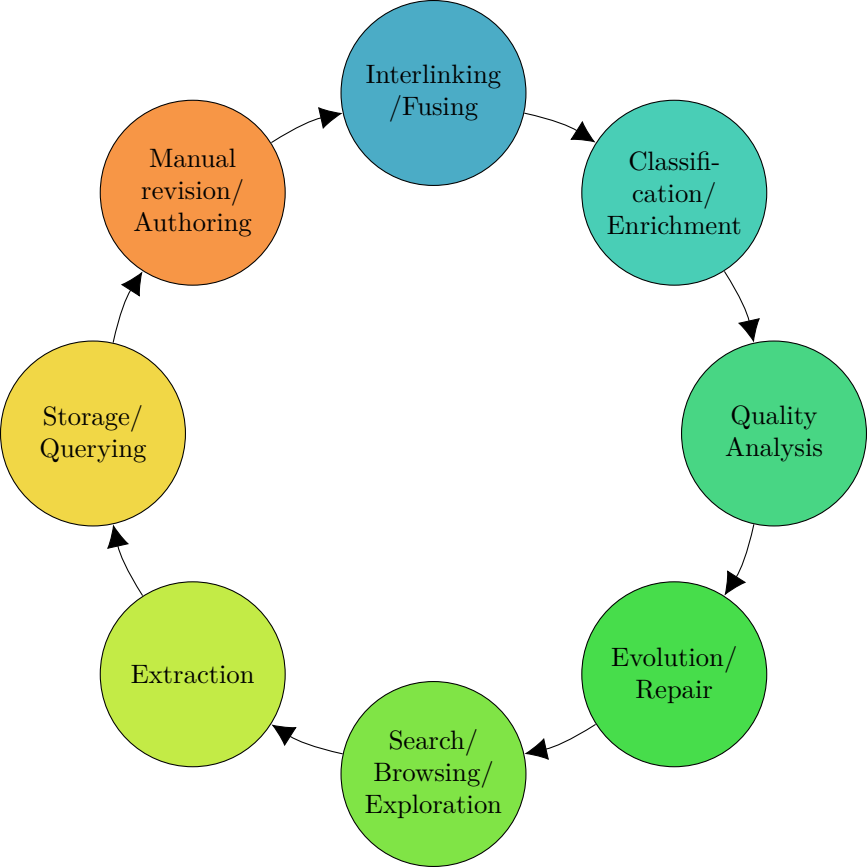 Interlinking
/Fusing
Classifi-
cation/
Enrichment
Quality
Analysis
Evolution/
Repair
Search/
Browsing/
Exploration
Extraction
Storage/
Querying
Manual
revision/
Authoring